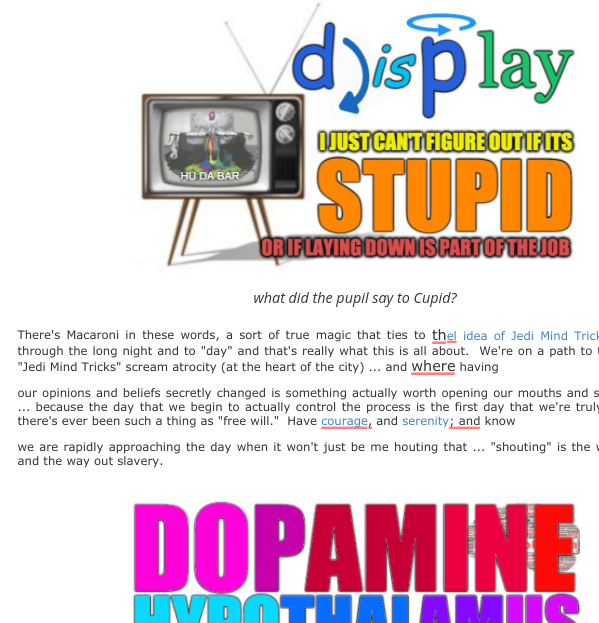 display
I JUST CAN'T FIGURE OUT IF ITS
STUPID
OR IF LAYING DOWN IS PART OF THE JOB
HU DA BAR
what did the pupil say to Cupid?
There's Macaroni in these words, a sort of true magic that ties to thel idea of Jedi Mind Tric
through the long night and to "day" and that's really what this is all about. We're on a path to
"Jedi Mind Tricks" scream atrocity (at the heart of the city) ... and where having
our opinions and beliefs secretly changed is something actually worth opening our mouths and s
... because the day that we begin to actually control the process is the first day that we're truly
there's ever been such a thing as "free will." Have courage, and serenity; and know
we are rapidly approaching the day when it won't just be me houting that ... "shouting" is the
and the way out slavery.
DOPAMINE
HYPOTHALAMUS